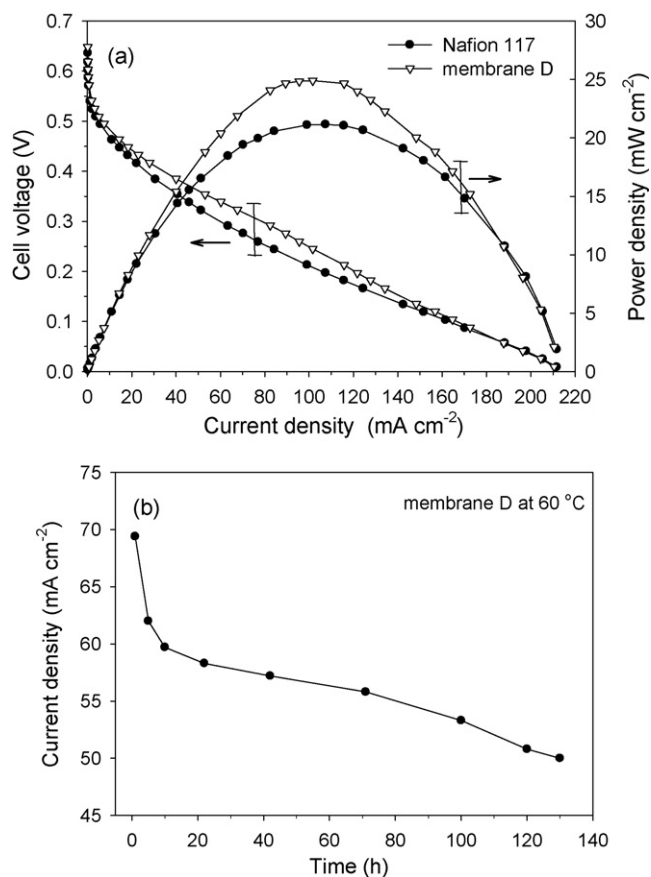 (a)
Nafion 117
membrane D
0.7
0.6
0.5
0.4
0.3
0.2
0.1
0.0
Cell voltage (V)
30
25
20
15
10
5
0
Power density (mW cm-2)
0 20 40 60 80 100 120 140 160 180 200 220
Current density (mA cm-2)
(b)
membrane D at 60 °C
75
70
65
60
55
50
45
Current density (mA cm-2)
0 20 40 60 80 100 120 140
Time (h)